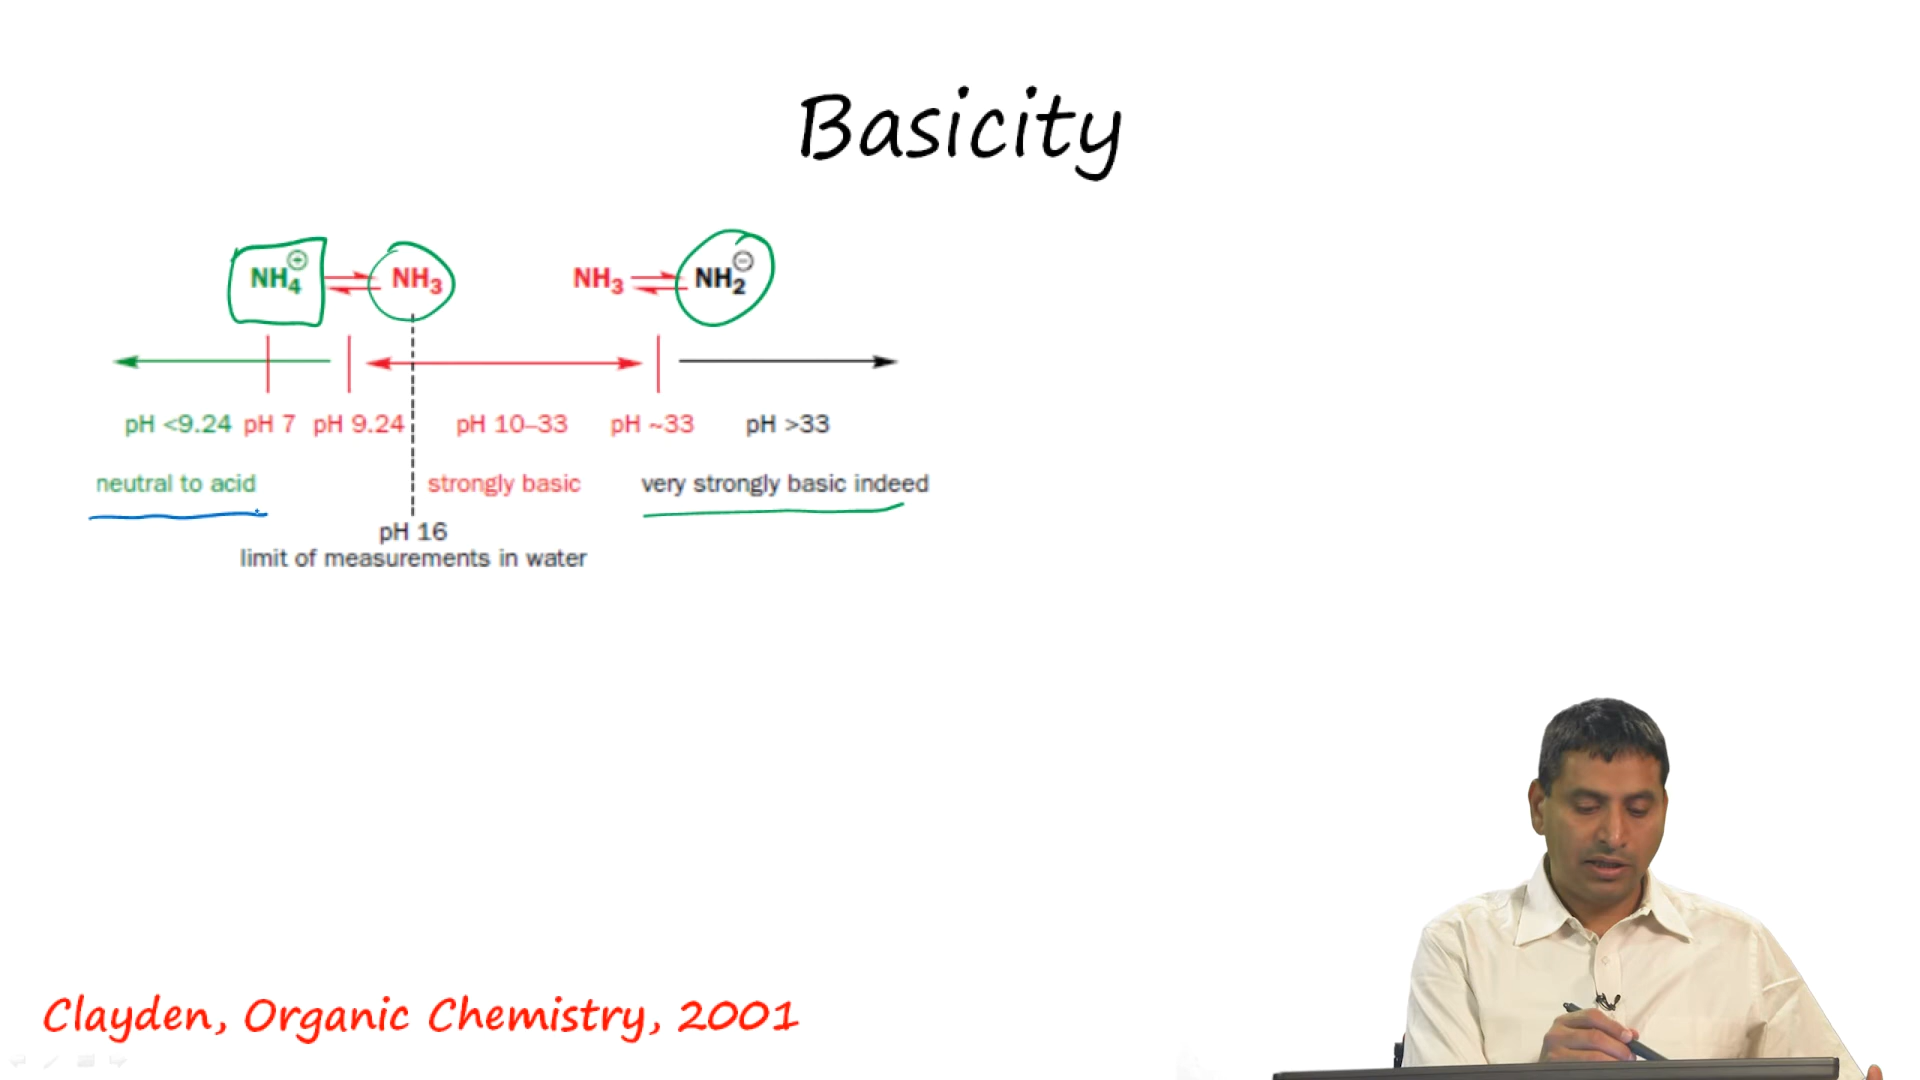 Basicity
NH4⊕ ⇌ NH3 NH3 ⇌ NH2⊖
pH <9.24 pH 7 pH 9.24 pH 10–33 pH ~33 pH >33
neutral to acid strongly basic very strongly basic indeed
pH 16
limit of measurements in water
Clayden, Organic Chemistry, 2001